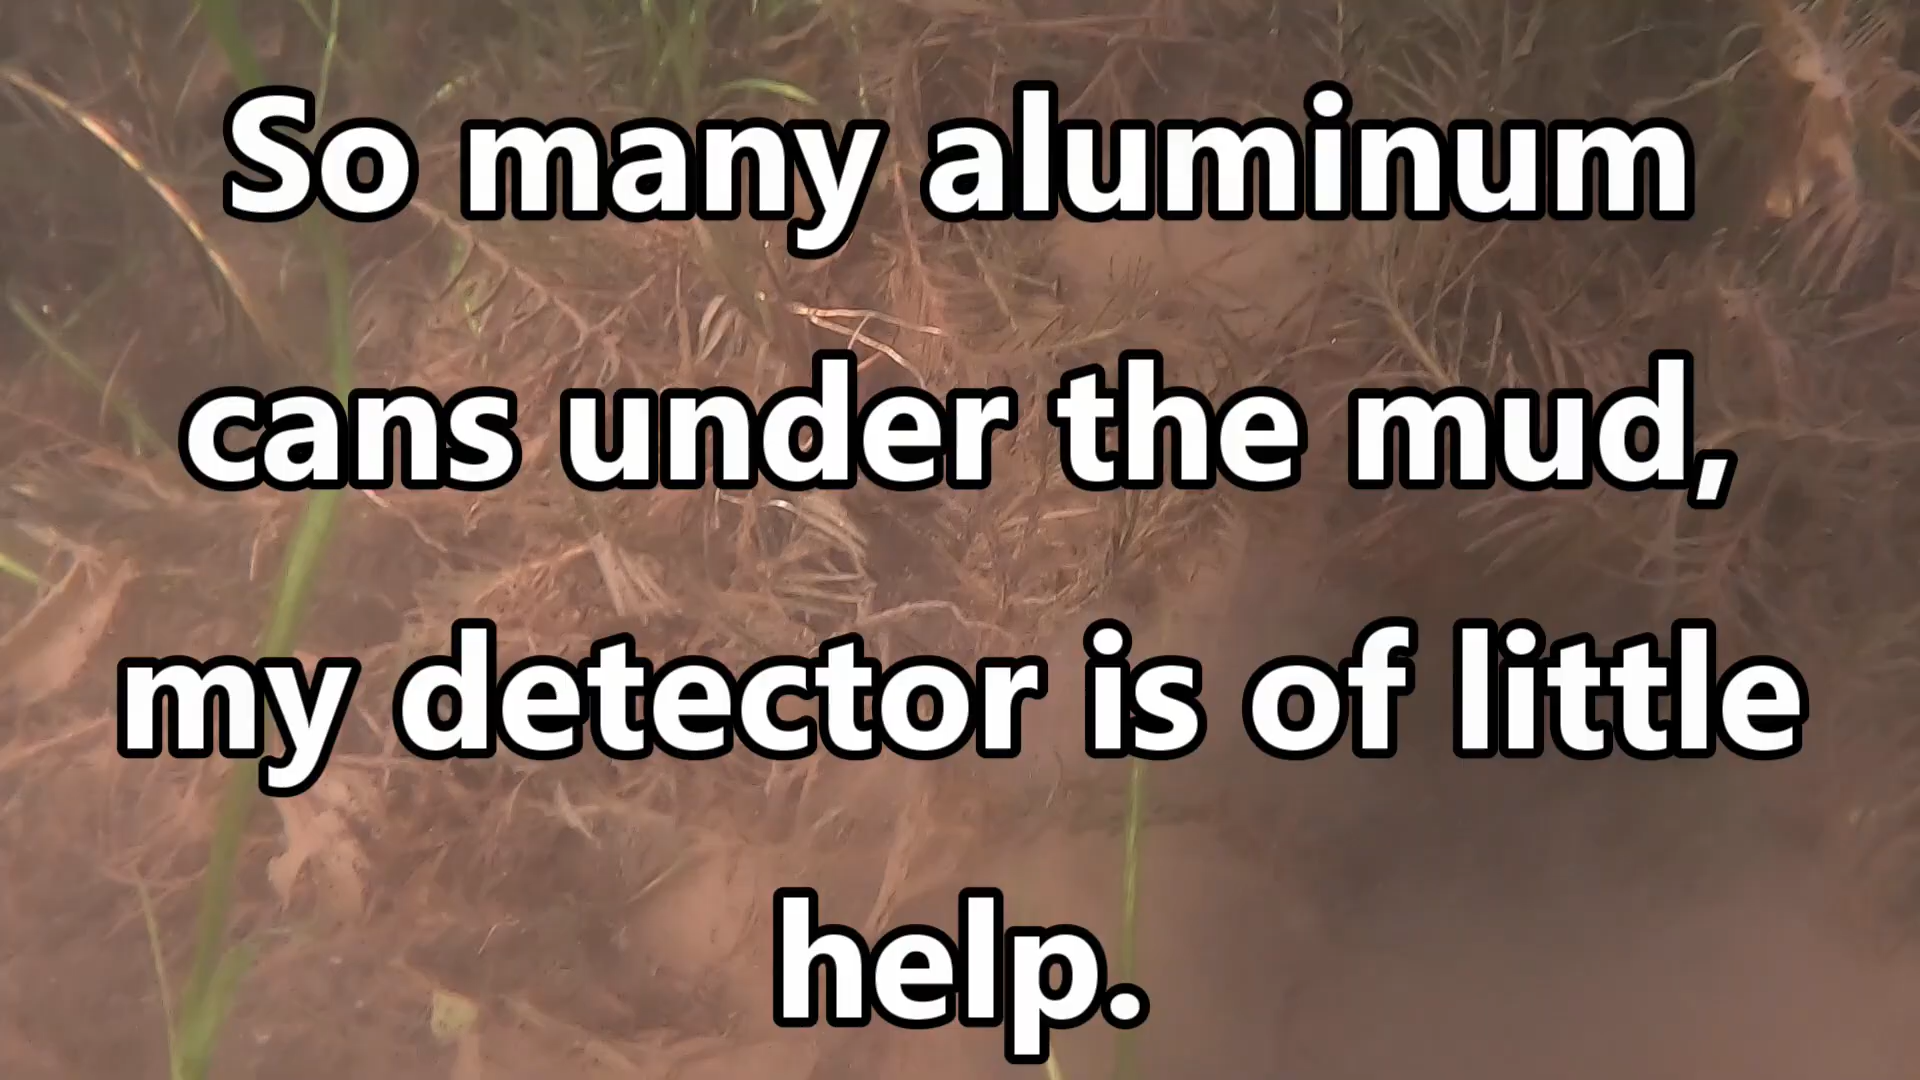 So many aluminum
cans under the mud,
my detector is of little
help.